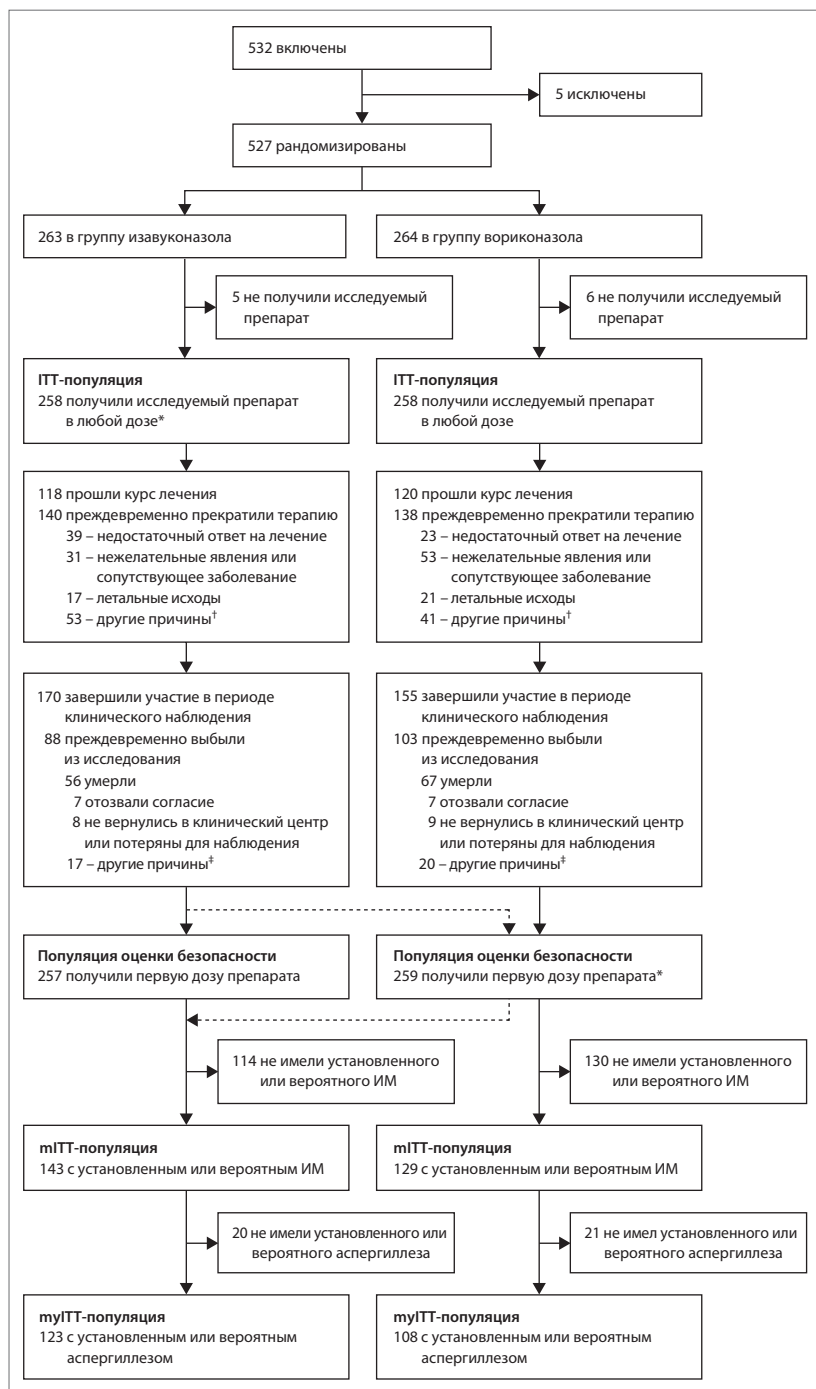 532 включены
5 исключены
527 рандомизированы
263 в группу изавуконазола
264 в группу вориконазола
5 не получили исследуемый
препарат
6 не получили исследуемый
препарат
ITT-популяция
258 получили исследуемый препарат
в любой дозе*
ITT-популяция
258 получили исследуемый препарат
в любой дозе
118 прошли курс лечения
140 преждевременно прекратили терапию
39 – недостаточный ответ на лечение
31 – нежелательные явления или
сопутствующее заболевание
17 – летальные исходы
53 – другие причины†
120 прошли курс лечения
138 преждевременно прекратили терапию
23 – недостаточный ответ на лечение
53 – нежелательные явления или
сопутствующее заболевание
21 – летальные исходы
41 – другие причины†
170 завершили участие в периоде
клинического наблюдения
88 преждевременно выбыли
из исследования
56 умерли
7 отозвали согласие
8 не вернулись в клинический центр
или потеряны для наблюдения
17 – другие причины‡
155 завершили участие в периоде
клинического наблюдения
103 преждевременно выбыли
из исследования
67 умерли
7 отозвали согласие
9 не вернулись в клинический центр
или потеряны для наблюдения
20 – другие причины‡
Популяция оценки безопасности
257 получили первую дозу препарата
Популяция оценки безопасности
259 получили первую дозу препарата*
114 не имели установленного
или вероятного ИМ
130 не имели установленного
или вероятного ИМ
mITT-популяция
143 с установленным или вероятным ИМ
mITT-популяция
129 с установленным или вероятным ИМ
20 не имели установленного или
вероятного аспергиллеза
21 не имел установленного или
вероятного аспергиллеза
myITT-популяция
123 с установленным или вероятным
аспергиллезом
myITT-популяция
108 с установленным или вероятным
аспергиллезом